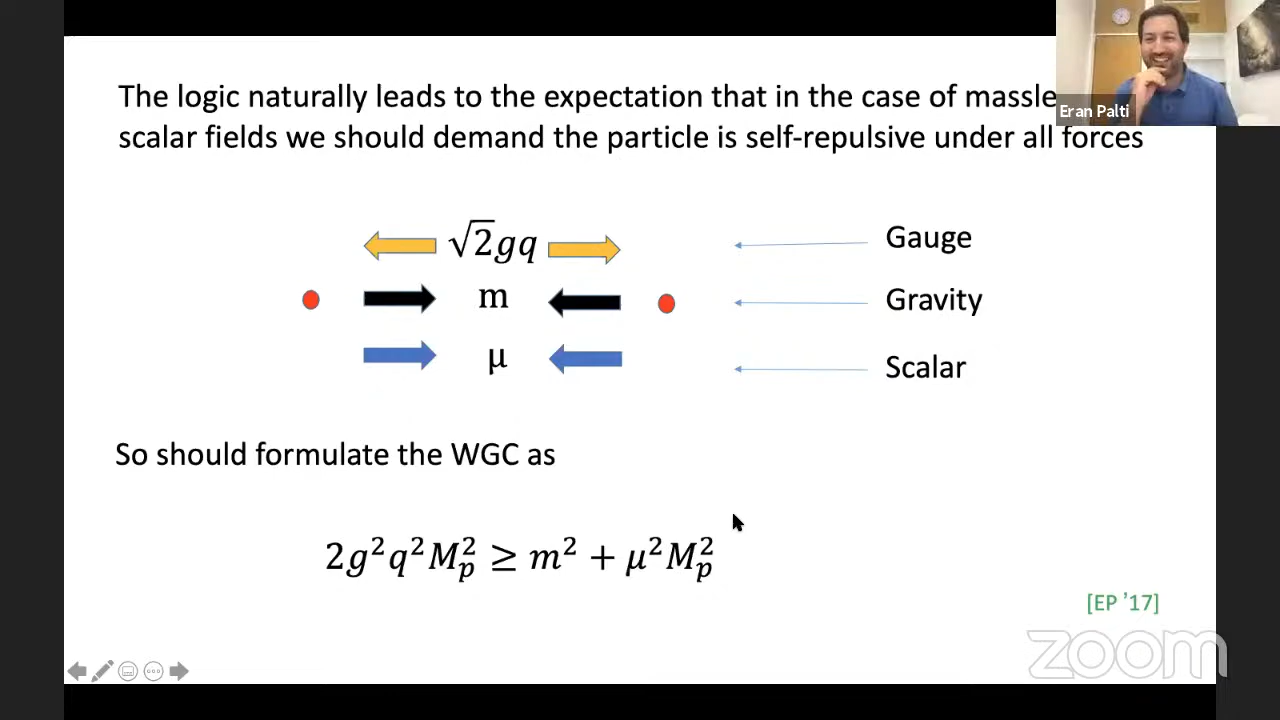 The logic naturally leads to the expectation that in the case of massle
scalar fields we should demand the particle is self-repulsive under all forces
Eran Palti
√2gq
Gauge
m
Gravity
μ
Scalar
So should formulate the WGC as
2g²q²M_p² ≥ m² + μ²M_p²
[EP ’17]
zoom